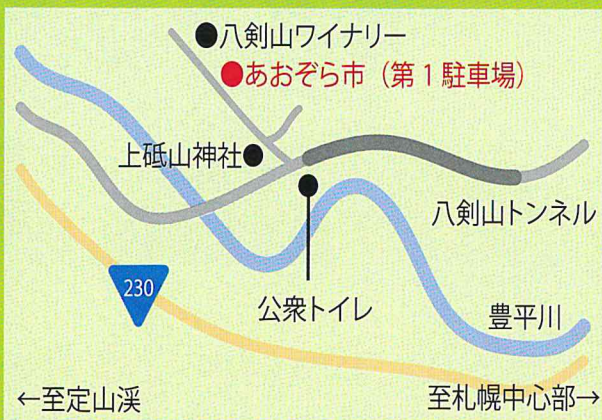 ●八剣山ワイナリー
●あおぞら市（第1駐車場）
上砥山神社●
八剣山トンネル
230
公衆トイレ
豊平川
←至定山渓
至札幌中心部→